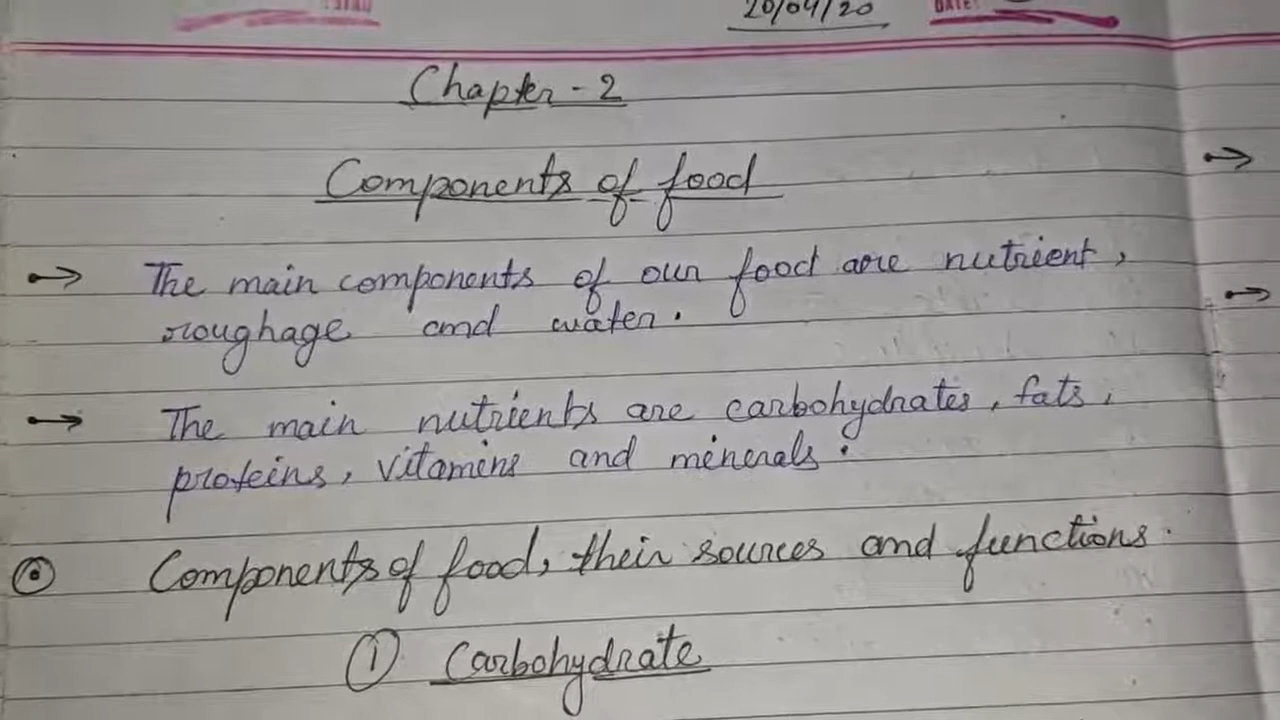 20/04/20
DATE:
Chapter - 2
Components of food
→ The main components of our food are nutrient,
roughage and water.
→ The main nutrients are carbohydrates, fats,
proteins, vitamins and minerals.
Components of food, their sources and functions.
① Carbohydrate